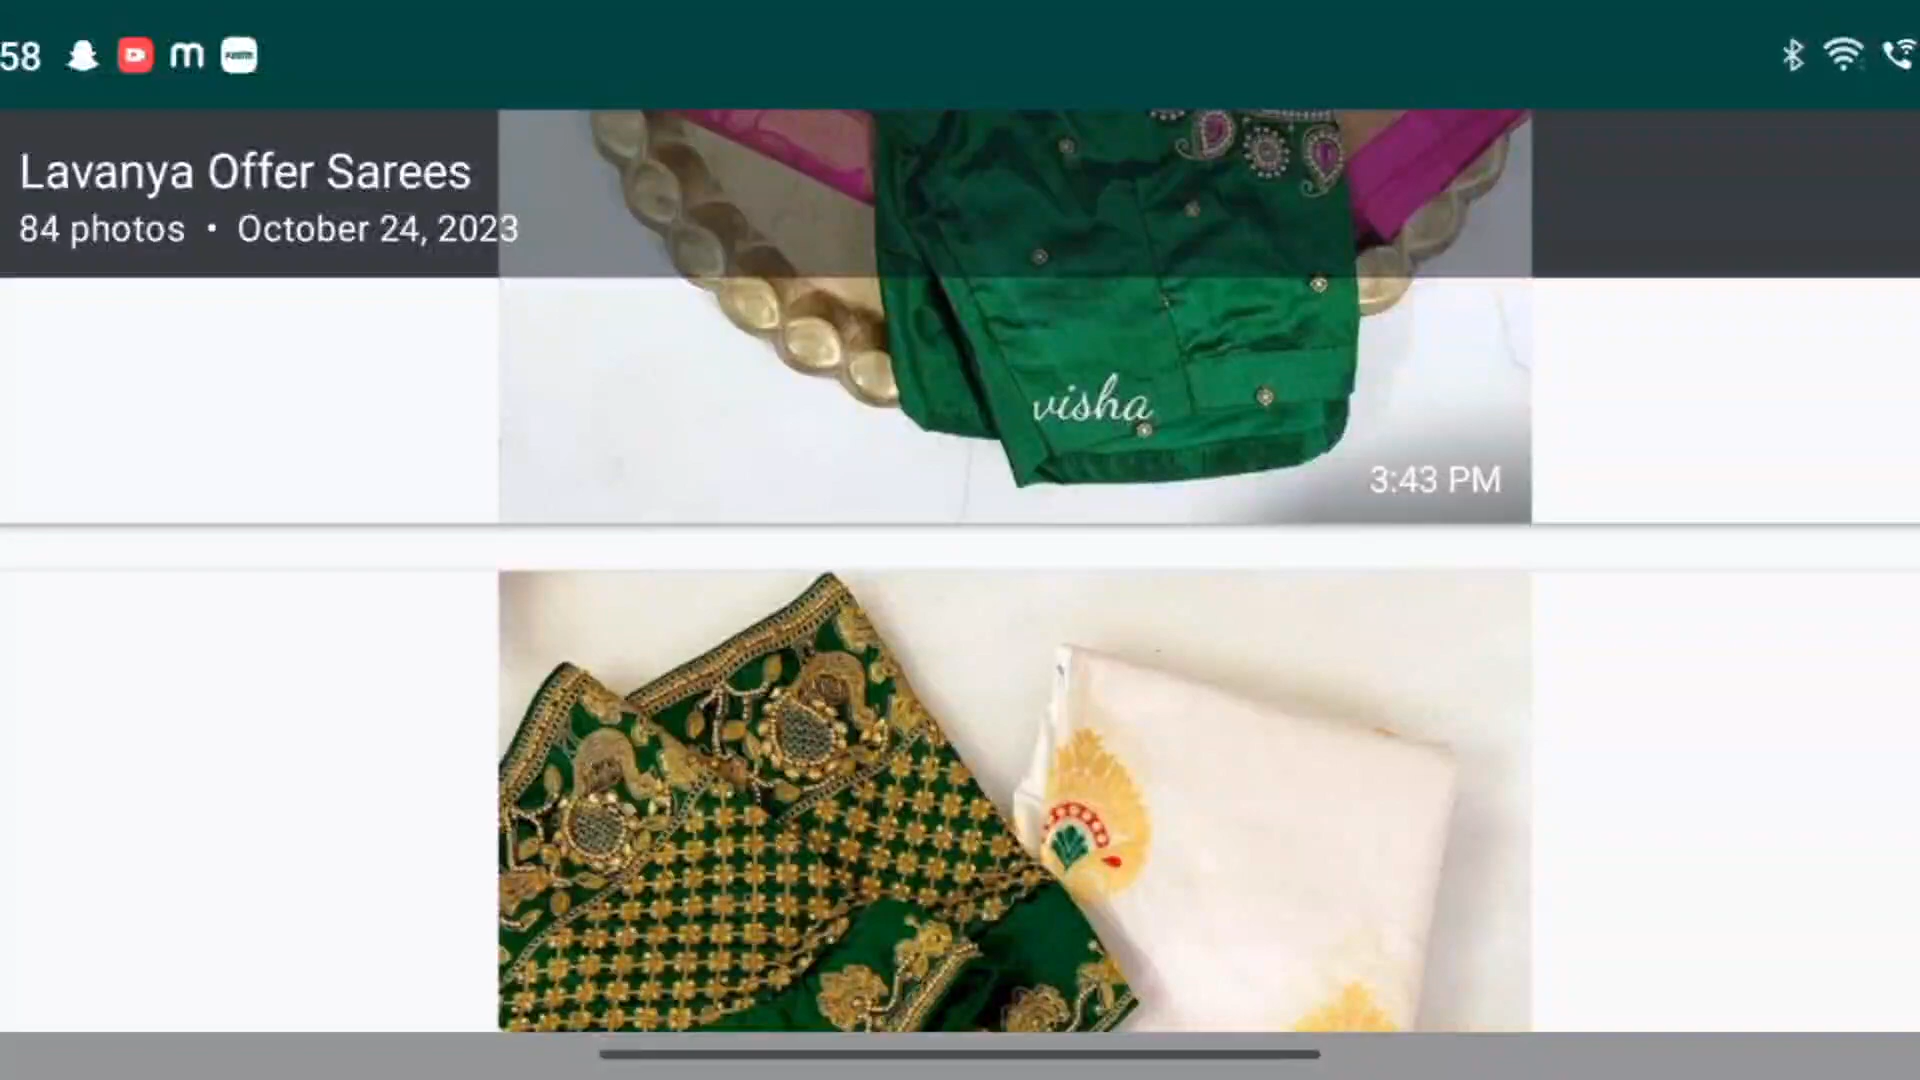 58
m
Lavanya Offer Sarees
84 photos • October 24, 2023
visha
3:43 PM